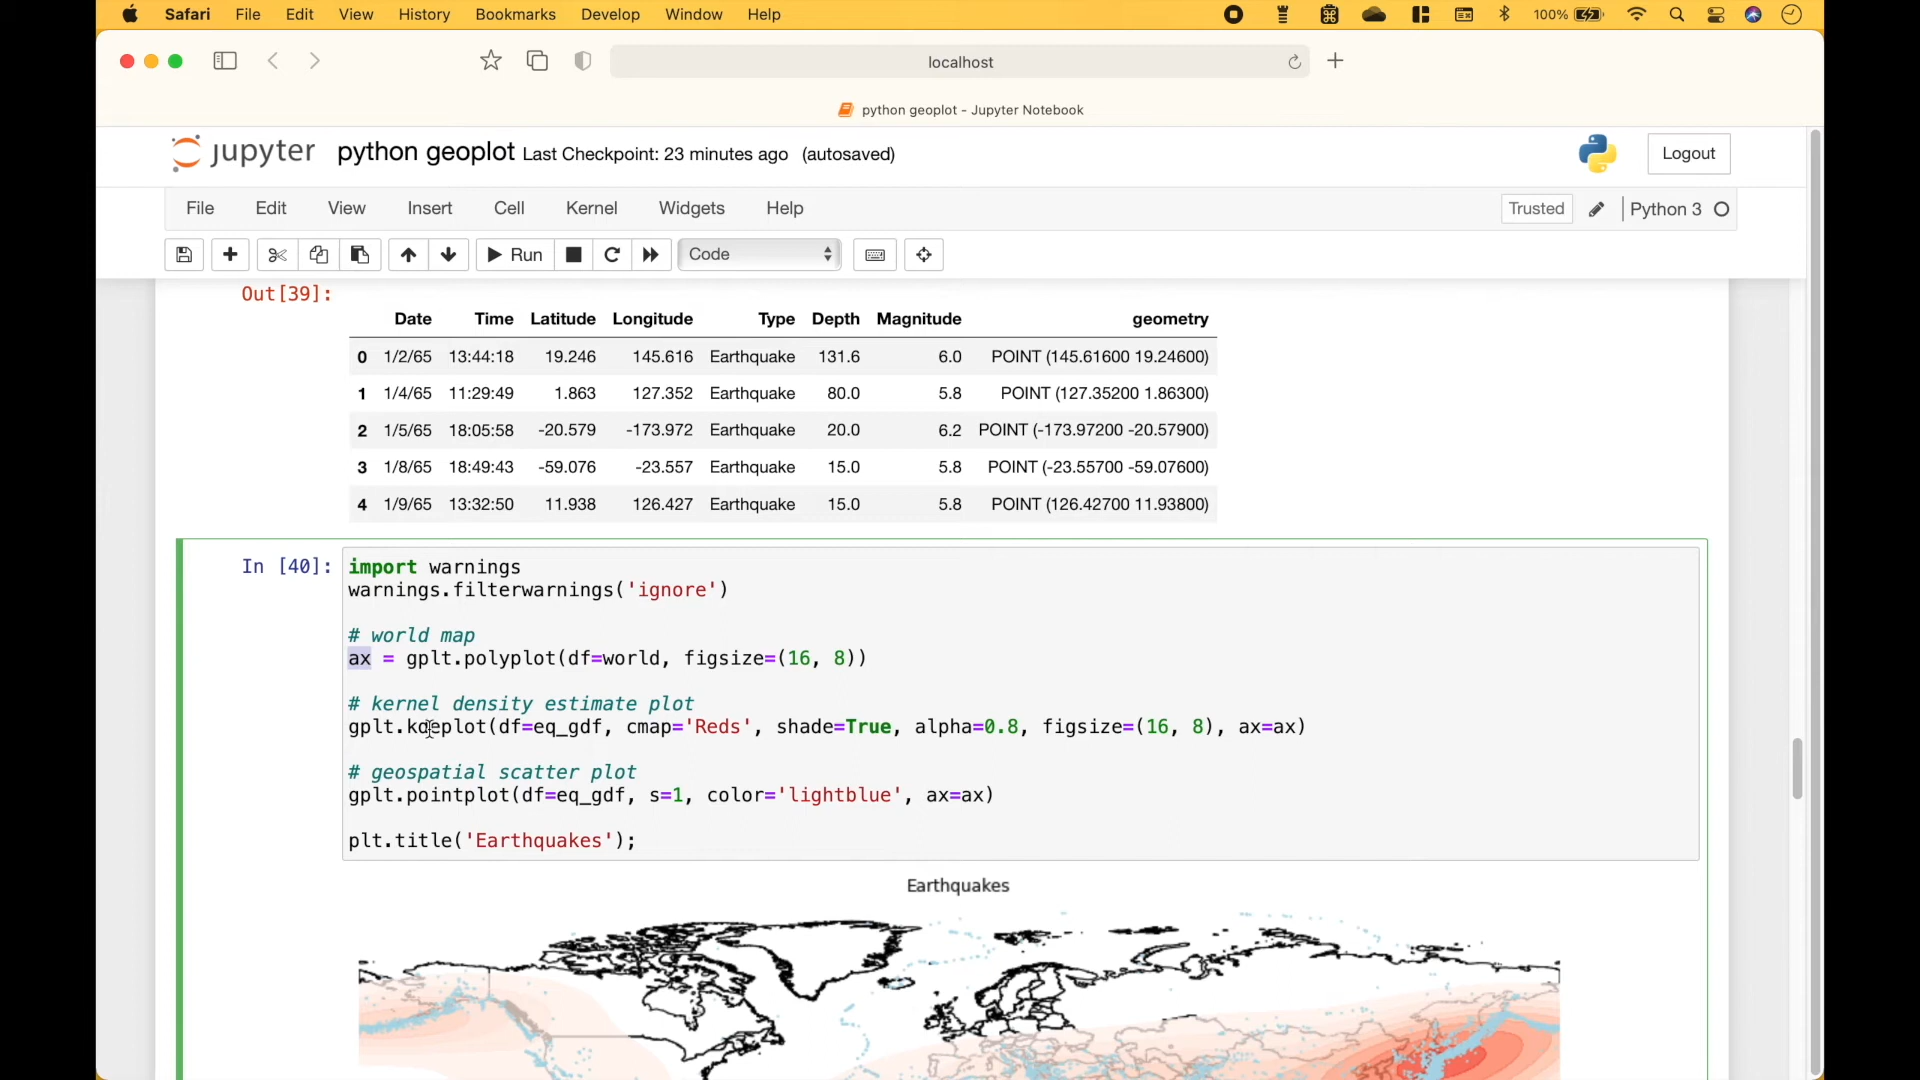 Safari File Edit View History Bookmarks Develop Window Help 100%
localhost
python geoplot - Jupyter Notebook
jupyter python geoplot Last Checkpoint: 23 minutes ago (autosaved) Logout
File Edit View Insert Cell Kernel Widgets Help Trusted Python 3
Run Code
Out[39]:
Date Time Latitude Longitude Type Depth Magnitude geometry
0 1/2/65 13:44:18 19.246 145.616 Earthquake 131.6 6.0 POINT (145.61600 19.24600)
1 1/4/65 11:29:49 1.863 127.352 Earthquake 80.0 5.8 POINT (127.35200 1.86300)
2 1/5/65 18:05:58 -20.579 -173.972 Earthquake 20.0 6.2 POINT (-173.97200 -20.57900)
3 1/8/65 18:49:43 -59.076 -23.557 Earthquake 15.0 5.8 POINT (-23.55700 -59.07600)
4 1/9/65 13:32:50 11.938 126.427 Earthquake 15.0 5.8 POINT (126.42700 11.93800)
In [40]: import warnings
warnings.filterwarnings('ignore')
# world map
ax = gplt.polyplot(df=world, figsize=(16, 8))
# kernel density estimate plot
gplt.kdeplot(df=eq_gdf, cmap='Reds', shade=True, alpha=0.8, figsize=(16, 8), ax=ax)
# geospatial scatter plot
gplt.pointplot(df=eq_gdf, s=1, color='lightblue', ax=ax)
plt.title('Earthquakes');
Earthquakes